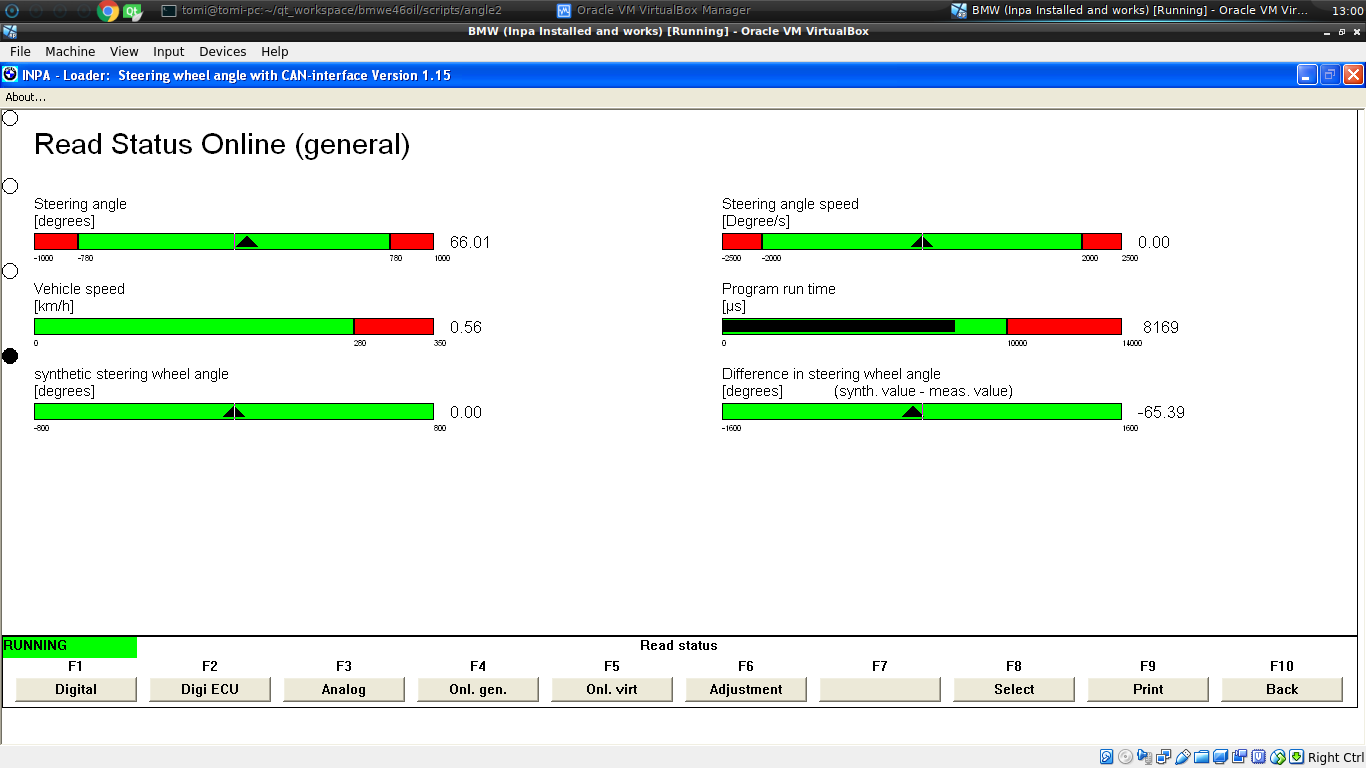 tomi@tomi-pc:~/qt_workspace/bmwe46oil/scripts/angle2
Oracle VM VirtualBox Manager
BMW (Inpa Installed and works) [Running] - Oracle VM Vir...
13:00
BMW (Inpa Installed and works) [Running] - Oracle VM VirtualBox
File Machine View Input Devices Help
INPA - Loader: Steering wheel angle with CAN-interface Version 1.15
About...
Read Status Online (general)
Steering angle
[degrees]
66.01
-1000 -780 780 1000
Steering angle speed
[Degree/s]
0.00
-2500 -2000 2000 2500
Vehicle speed
[km/h]
0.56
0 280 350
Program run time
[µs]
8169
0 10000 14000
synthetic steering wheel angle
[degrees]
0.00
-800 800
Difference in steering wheel angle
[degrees] (synth. value - meas. value)
-65.39
-1600 1600
RUNNING
Read status
F1 F2 F3 F4 F5 F6 F7 F8 F9 F10
Digital Digi ECU Analog Onl. gen. Onl. virt Adjustment Select Print Back
Right Ctrl